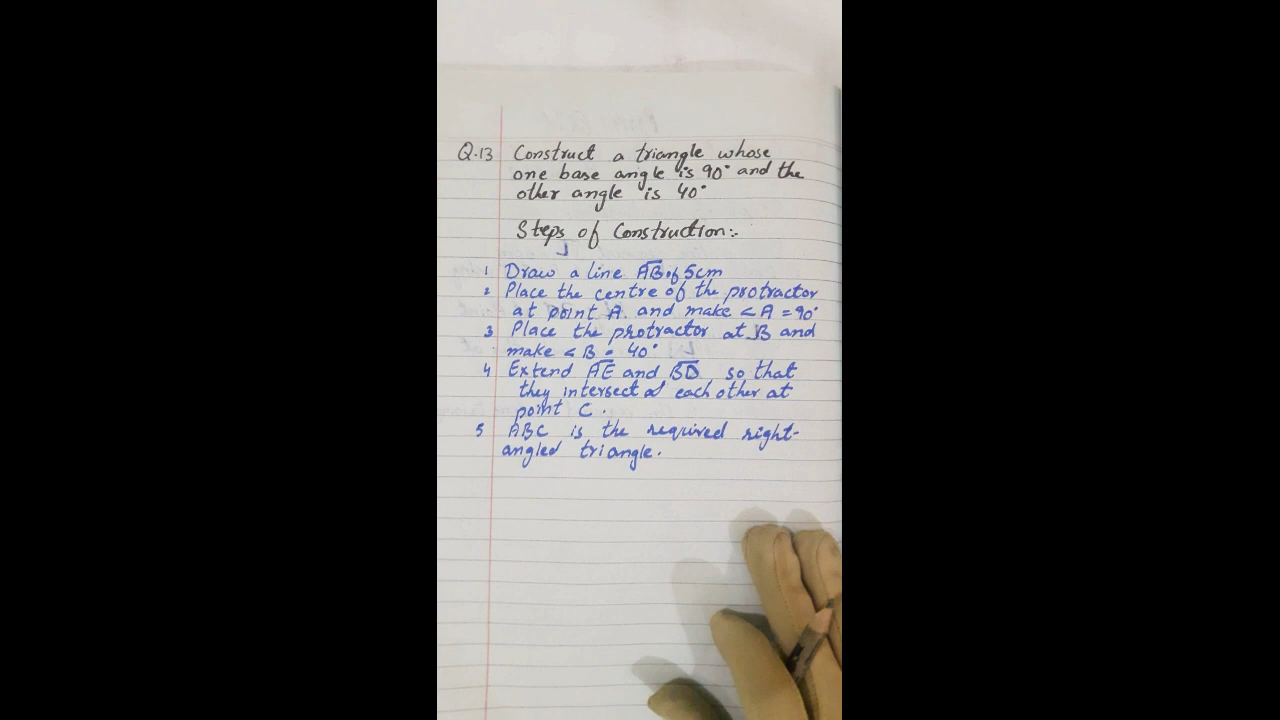 Q.13 Construct a triangle whose
one base angle is 90° and the
other angle is 40°
Steps of Construction:-
1 Draw a line AB of 5cm
2 Place the centre of the protractor
at point A. and make ∠A = 90°
3 Place the protractor at B and
make ∠B = 40°
4 Extend AE and BD so that
they intersect at each other at
point C.
5 ABC is the required right-
angled triangle.